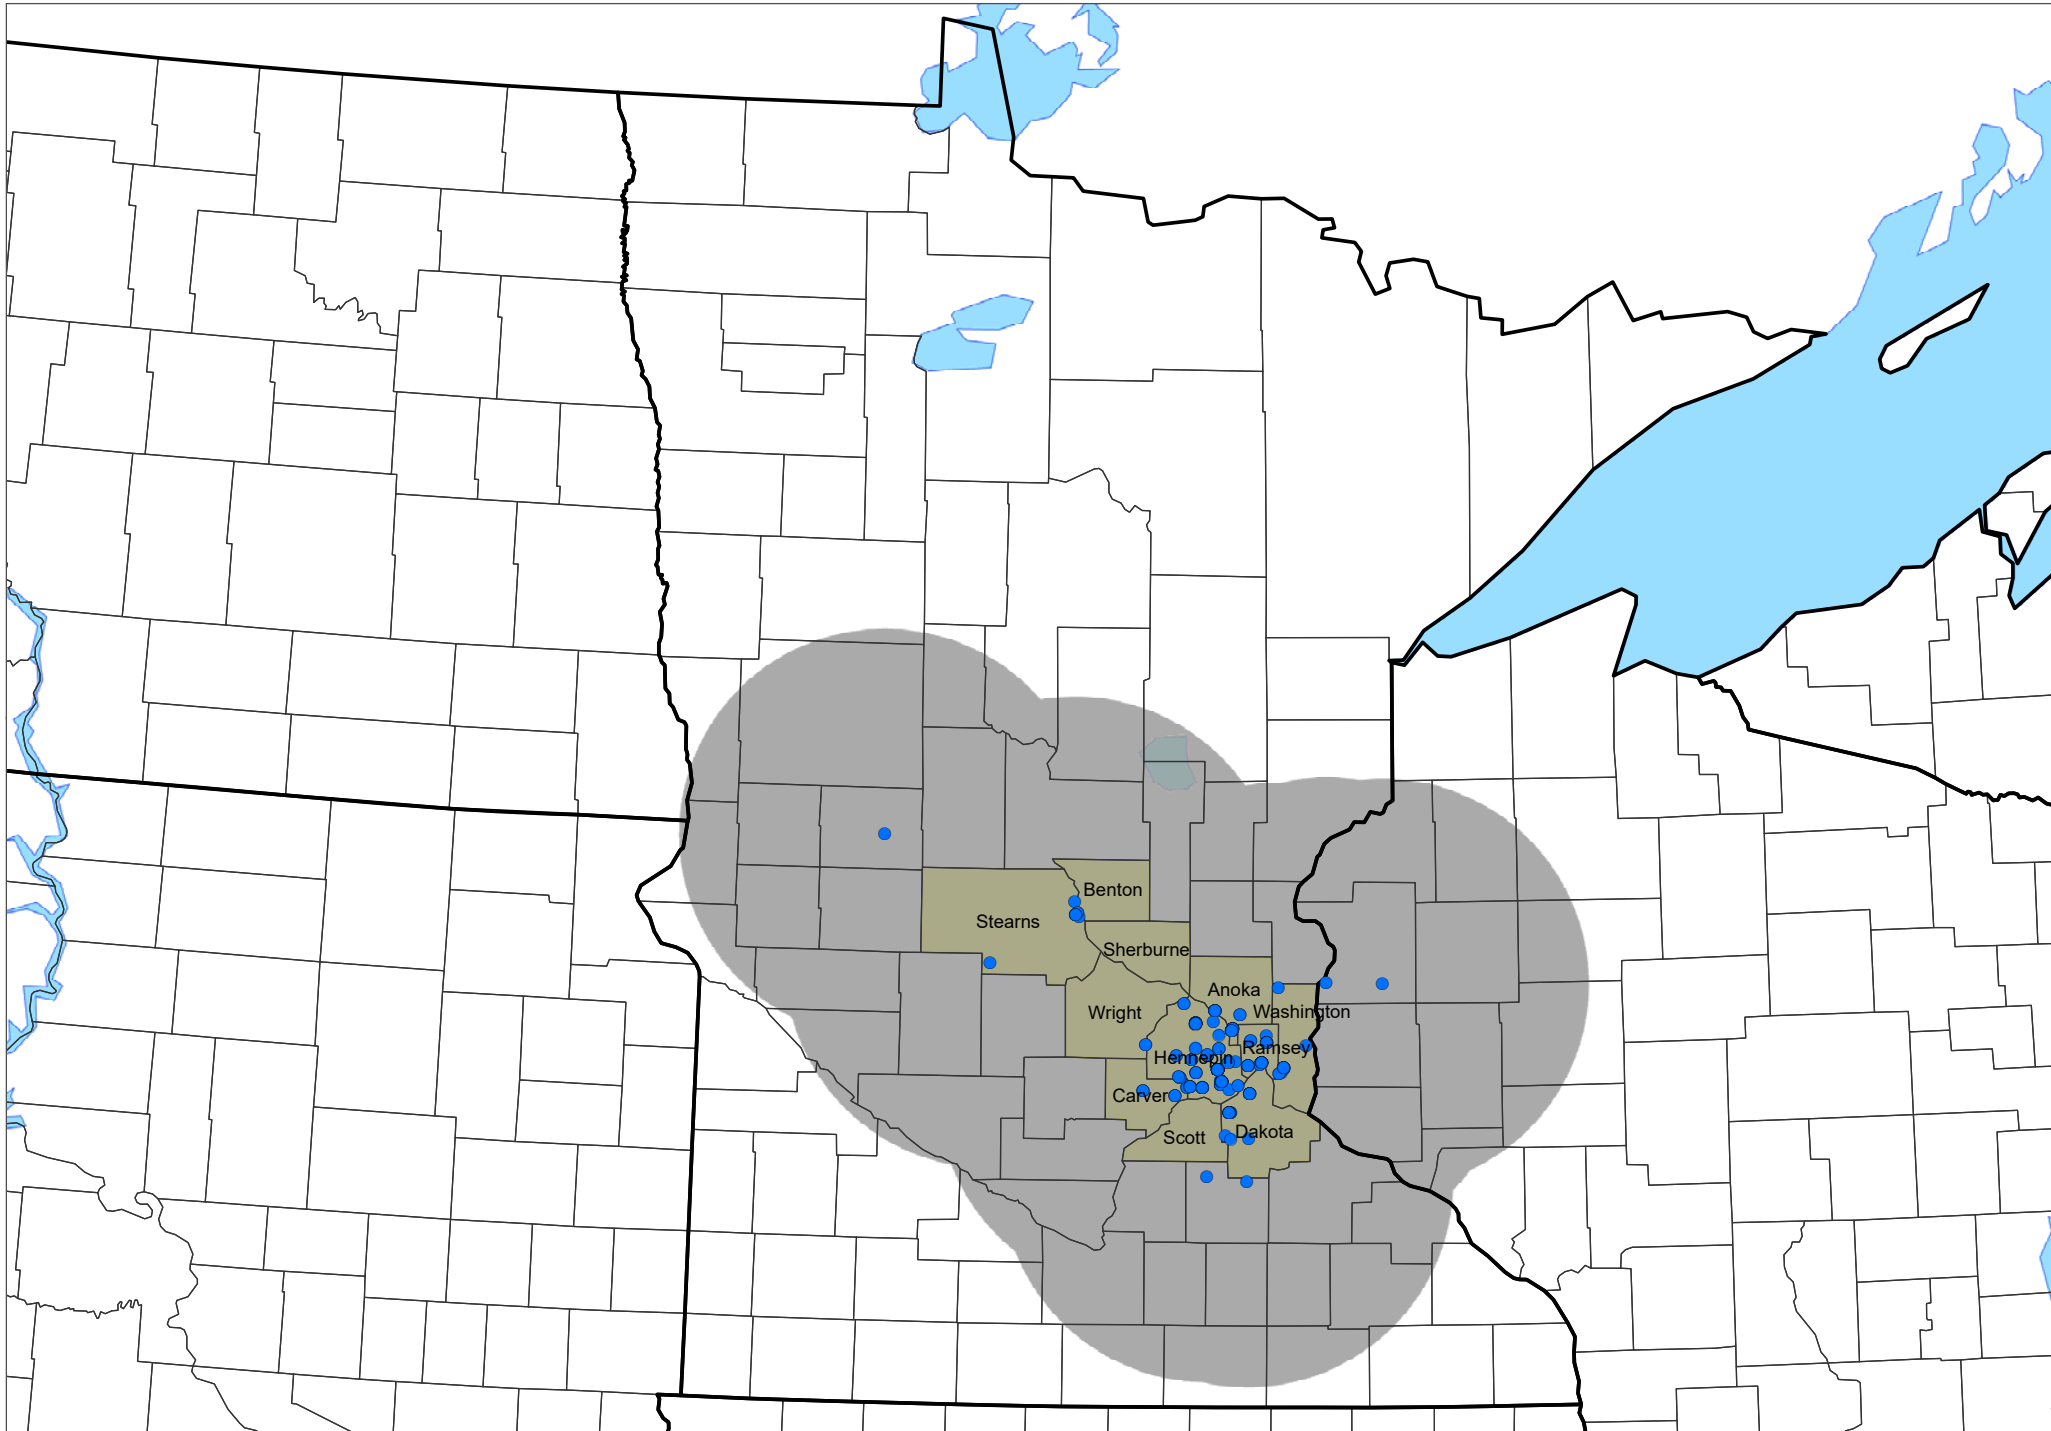 Benton
Stearns
Sherburne
Anoka
Wright
Washington
Ramsey
Hennepin
Carver
Scott
Dakota